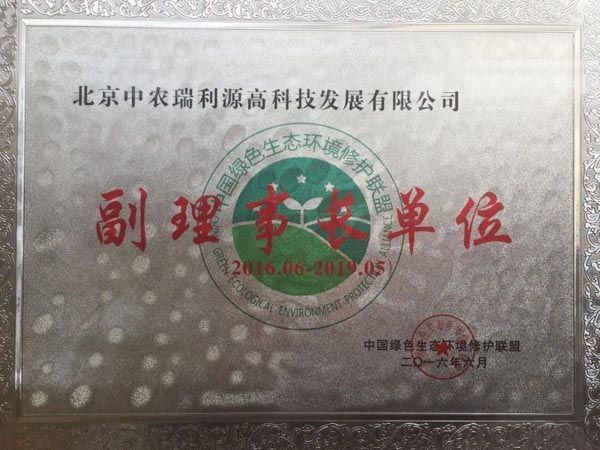 北京中农瑞利源高科技发展有限公司
中国绿色生态环境修护联盟
副理事长单位
2016.06-2019.05
GREEN ECOLOGICAL ENVIRONMENT PROTECTION ALLIANCE
中国绿色生态环境修护联盟
二〇一六年六月